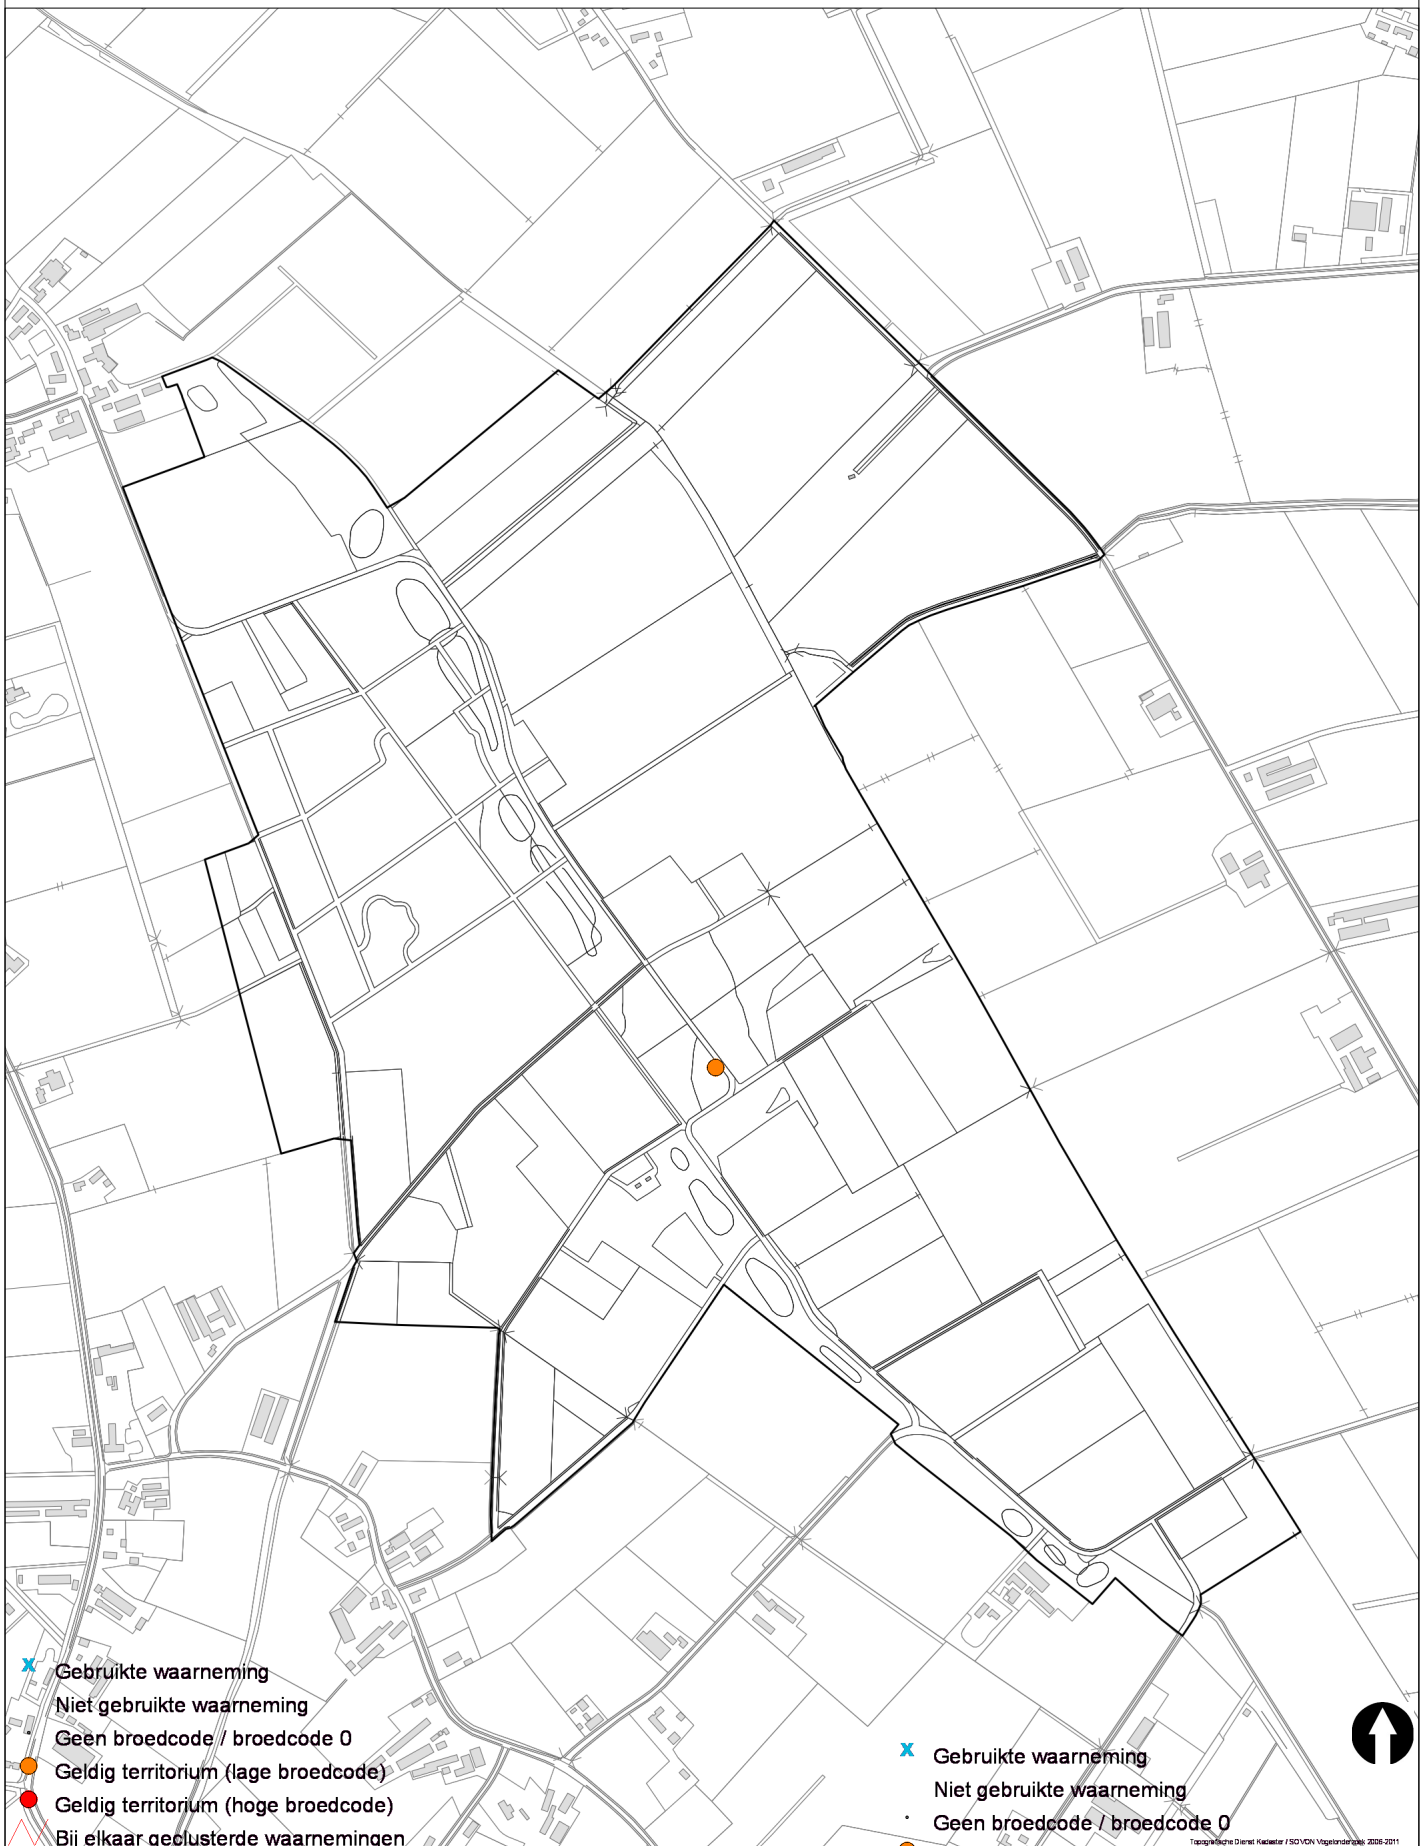 x Gebruikte waarneming
Niet gebruikte waarneming
Geen broedcode / broedcode 0
Geldig territorium (lage broedcode)
Geldig territorium (hoge broedcode)
Bij elkaar geclusterde waarnemingen
x Gebruikte waarneming
Niet gebruikte waarneming
Geen broedcode / broedcode 0
Topografische Dienst Kadaster / SOVON Vogelonderzoek 2006-2011